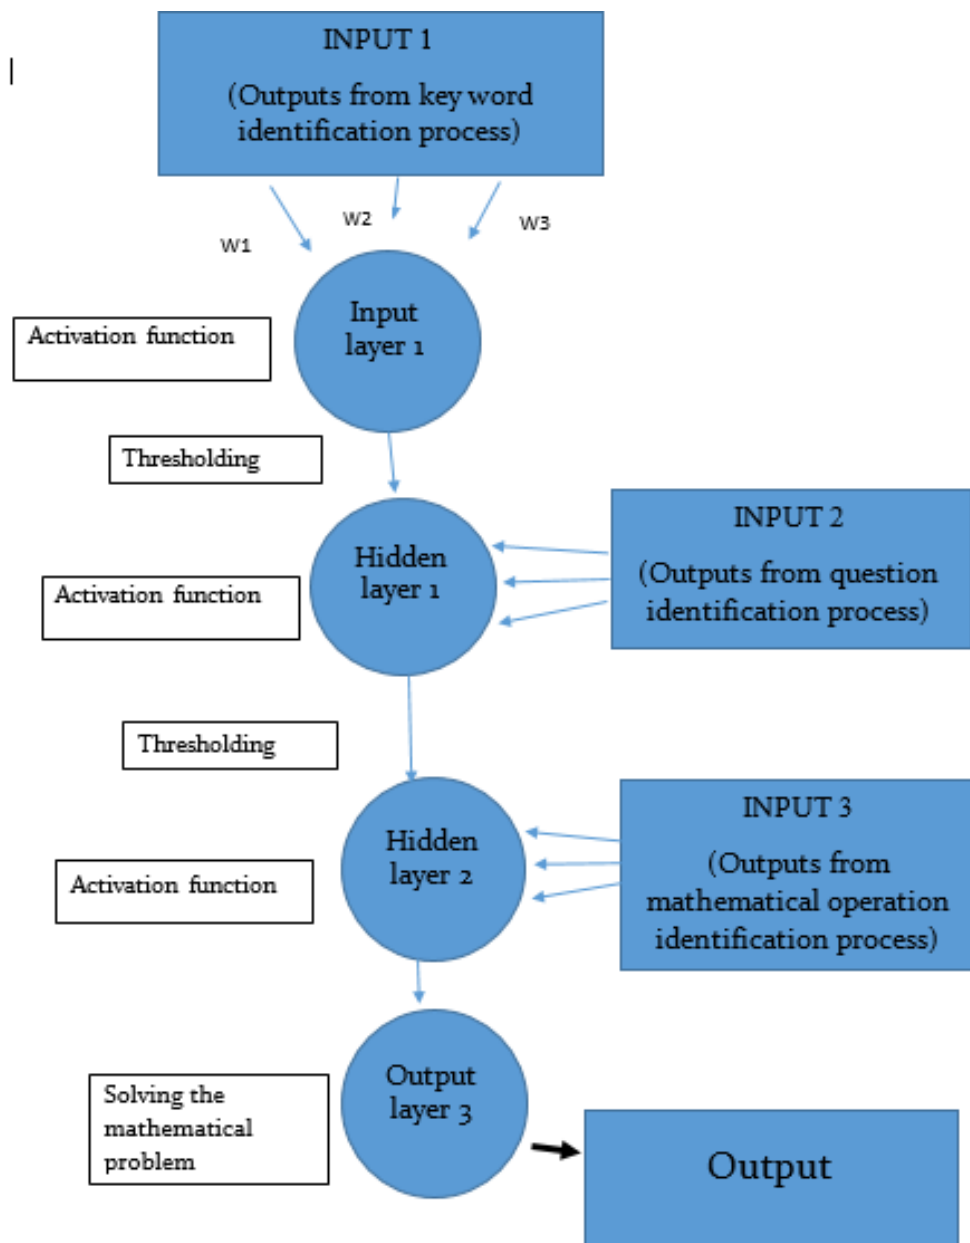 INPUT 1
(Outputs from key word
identification process)
W1
W2
W3
Input
layer 1
Activation function
Thresholding
Hidden
layer 1
INPUT 2
(Outputs from question
identification process)
Activation function
Thresholding
Hidden
layer 2
INPUT 3
(Outputs from
mathematical operation
identification process)
Activation function
Output
layer 3
Solving the
mathematical
problem
Output